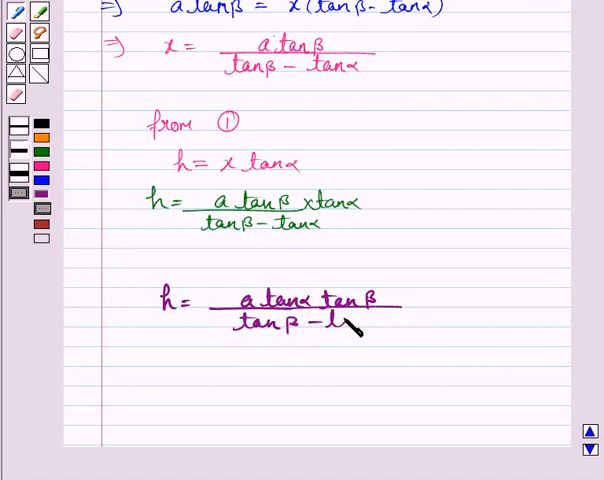 ⇒ a tanβ = x (tanβ - tanα)
⇒ x = a tanβ / tanβ - tanα
from ①
h = x tanα
h = a tanβ / tanβ - tanα × tanα
h = a tanα tanβ / tanβ - t